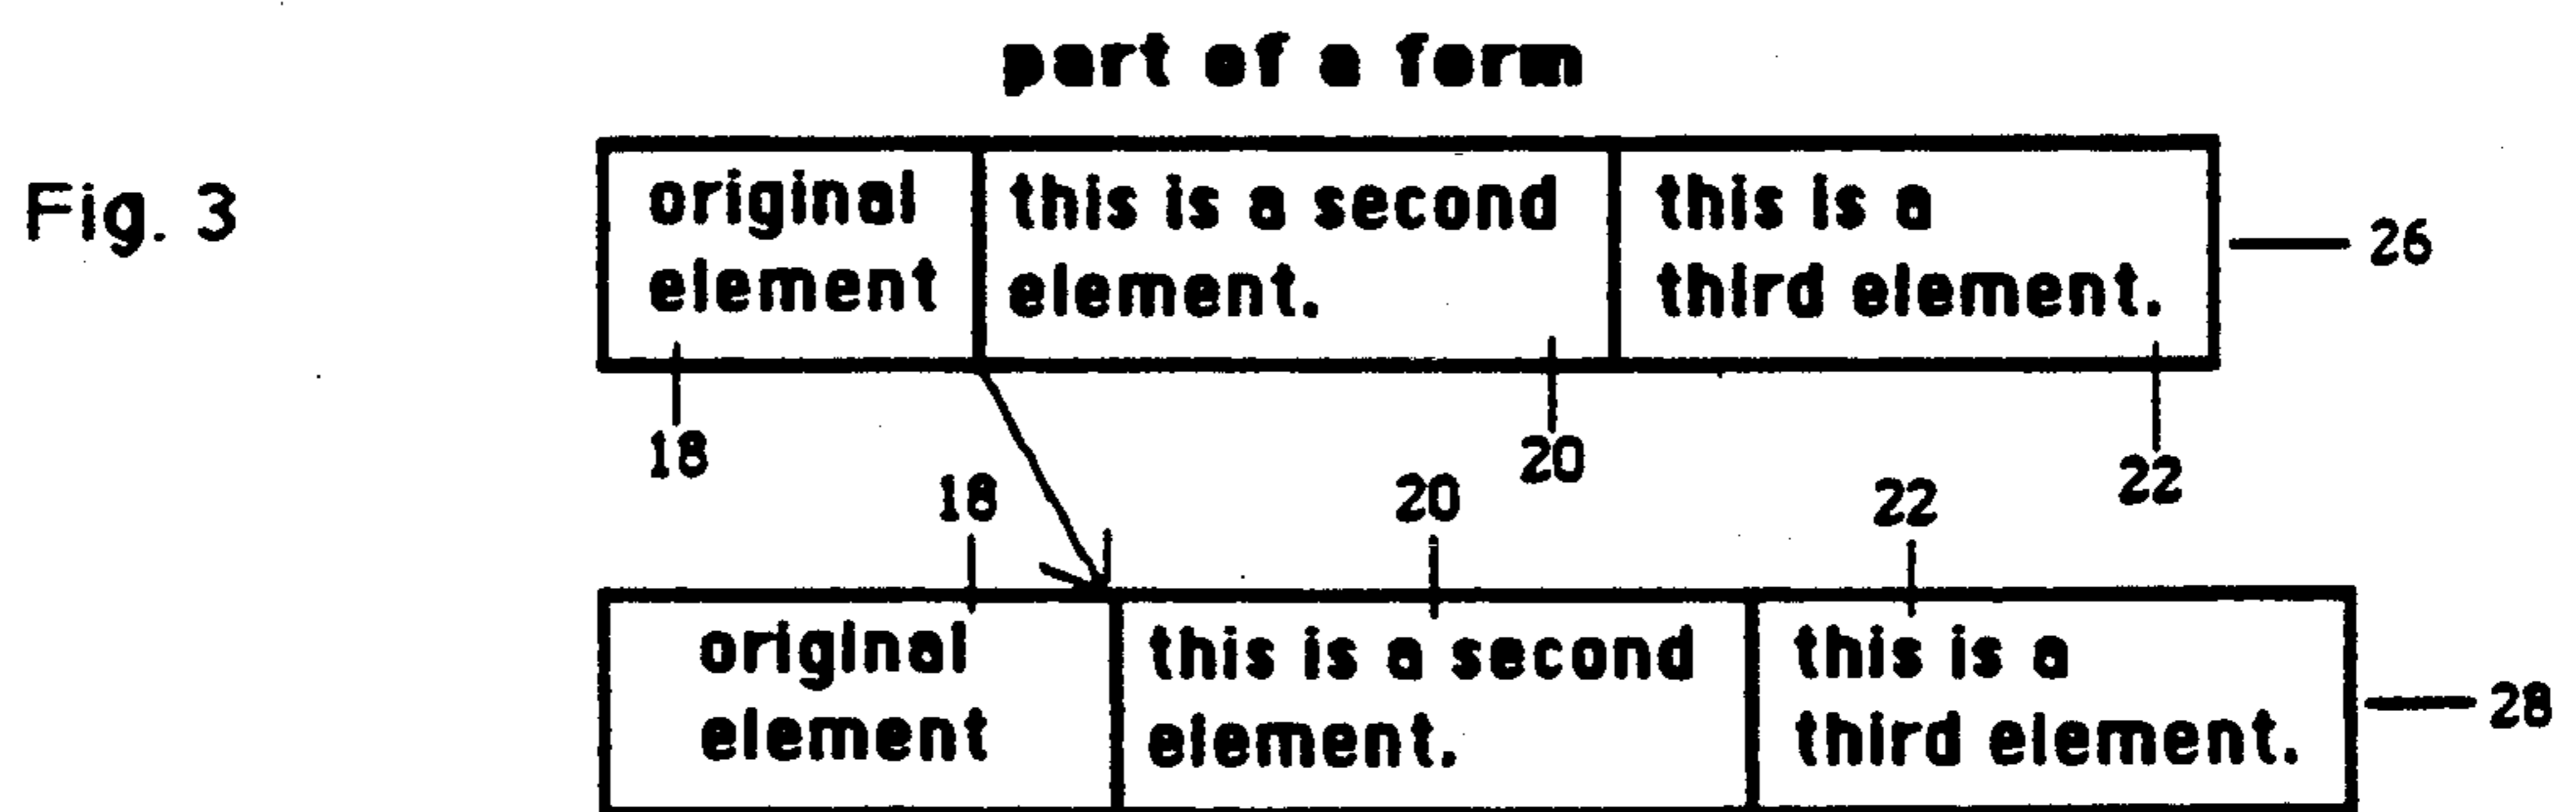 part of a form
Fig. 3
original this is a second this is a
element element. third element.
26
18 20 22
18 20 22
original this is a second this is a
element element. third element.
28